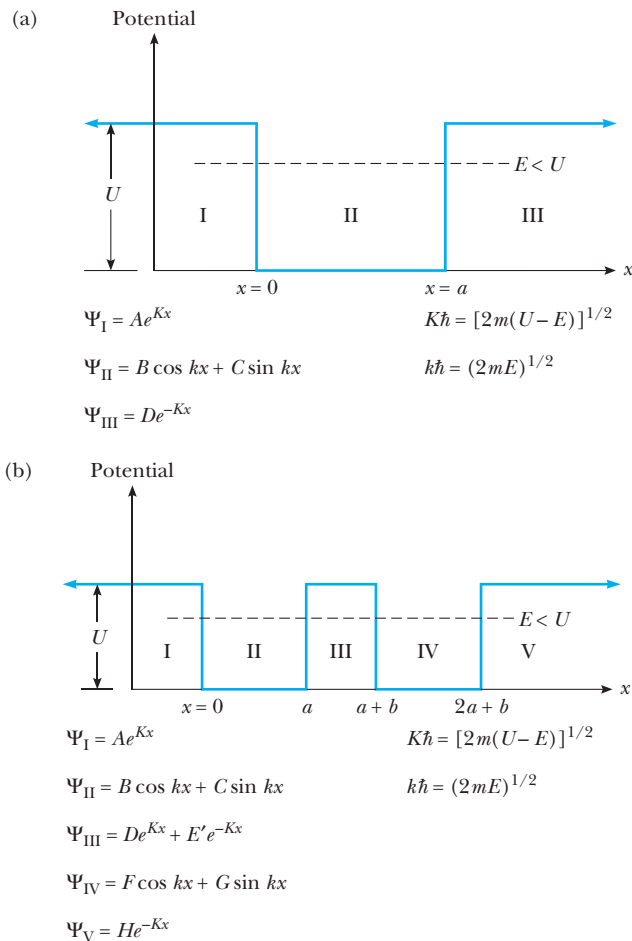 (a)
Potential
E < U
U
I II III
x
x = 0 x = a
Ψ_I = Ae^{Kx} Kℏ = [2m(U – E)]^{1/2}
Ψ_II = B cos kx + C sin kx kℏ = (2mE)^{1/2}
Ψ_III = De^{–Kx}
(b)
Potential
E < U
U
I II III IV V
x
x = 0 a a + b 2a + b
Ψ_I = Ae^{Kx} Kℏ = [2m(U – E)]^{1/2}
Ψ_II = B cos kx + C sin kx kℏ = (2mE)^{1/2}
Ψ_III = De^{Kx} + E′e^{–Kx}
Ψ_IV = F cos kx + G sin kx
Ψ_V = He^{–Kx}